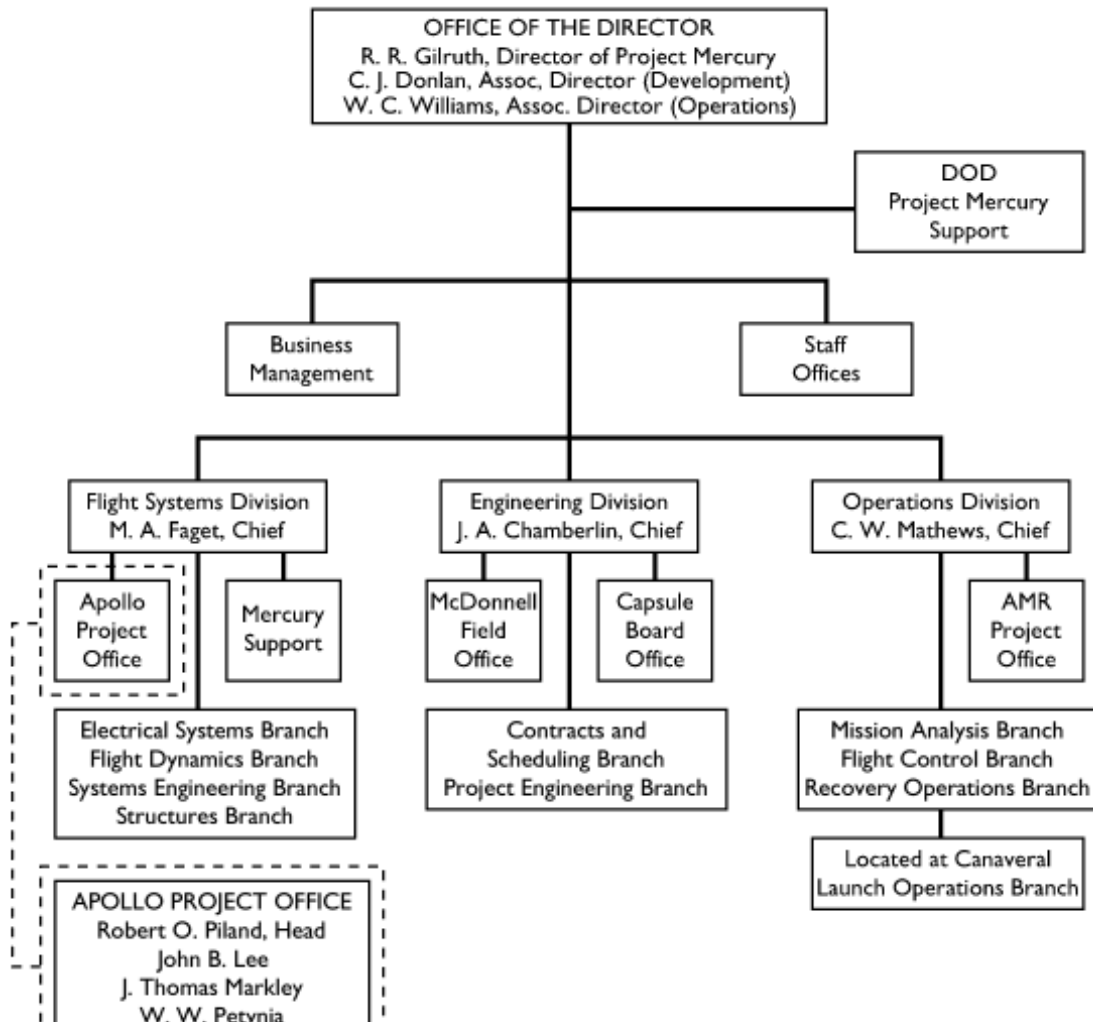 OFFICE OF THE DIRECTOR
R. R. Gilruth, Director of Project Mercury
C. J. Donlan, Assoc, Director (Development)
W. C. Williams, Assoc. Director (Operations)
DOD
Project Mercury
Support
Business
Management
Staff
Offices
Flight Systems Division
M. A. Faget, Chief
Engineering Division
J. A. Chamberlin, Chief
Operations Division
C. W. Mathews, Chief
Apollo
Project
Office
Mercury
Support
McDonnell
Field
Office
Capsule
Board
Office
AMR
Project
Office
Electrical Systems Branch
Flight Dynamics Branch
Systems Engineering Branch
Structures Branch
Contracts and
Scheduling Branch
Project Engineering Branch
Mission Analysis Branch
Flight Control Branch
Recovery Operations Branch
Located at Canaveral
Launch Operations Branch
APOLLO PROJECT OFFICE
Robert O. Piland, Head
John B. Lee
J. Thomas Markley
W. W. Petynia